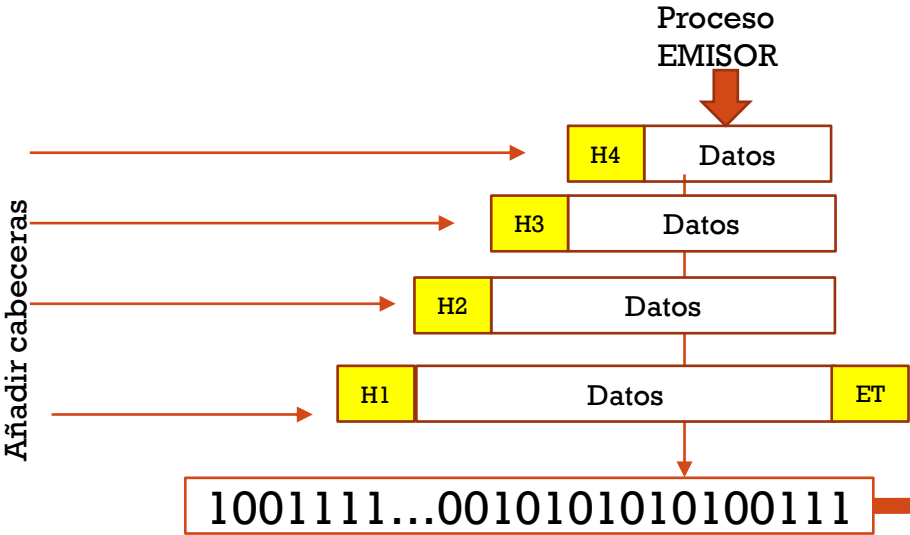 Proceso
EMISOR
H4 Datos
H3 Datos
H2 Datos
H1 Datos ET
Añadir cabeceras
1001111...0010101010100111